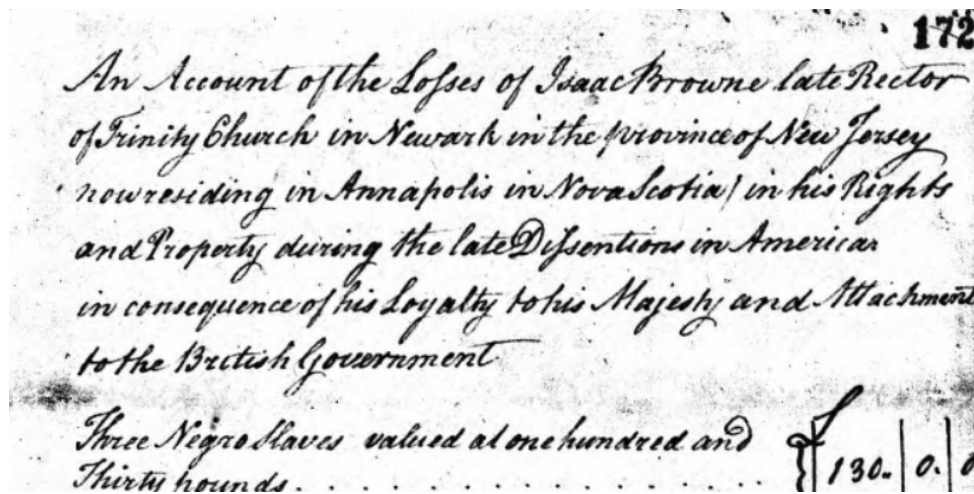 172
An Account of the Losses of Isaac Browne late Rector
of Trinity Church in Newark in the province of New Jersey
now residing in Annapolis in Nova Scotia/ in his Rights
and Property during the late Dissentions in America
in consequence of his Loyalty to his Majesty and Attachment
to the British Government
Three Negro Slaves valued at one hundred and
Thirty pounds . . . . . . . . . . . . . . . . { £ 130. 0. 0